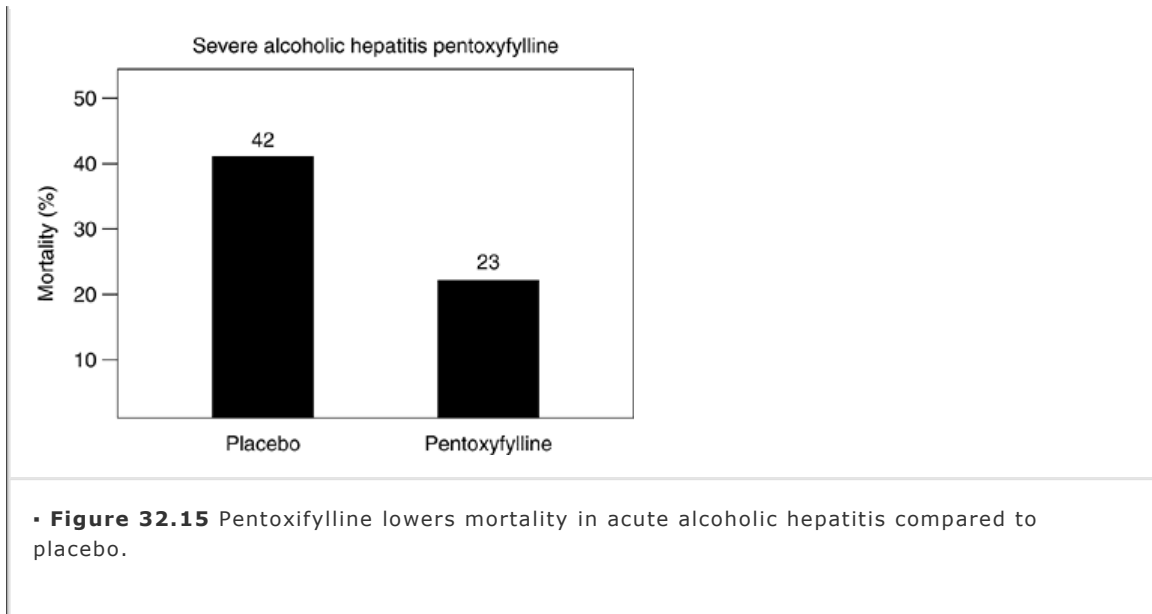 Severe alcoholic hepatitis pentoxyfylline
50
42
40
Mortality (%)
30
23
20
10
Placebo Pentoxyfylline
▪ Figure 32.15 Pentoxifylline lowers mortality in acute alcoholic hepatitis compared to
placebo.